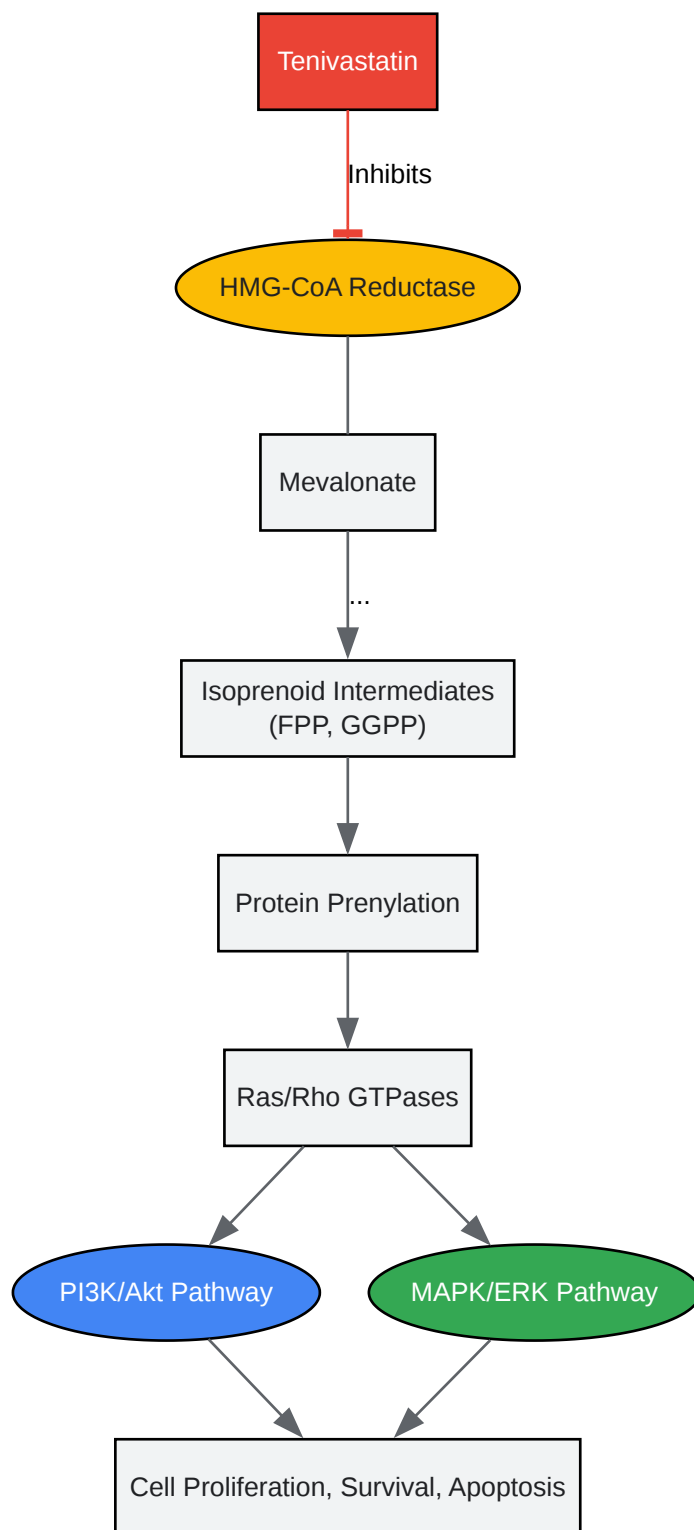 Tenivastatin
Inhibits
HMG-CoA Reductase
Mevalonate
...
Isoprenoid Intermediates
(FPP, GGPP)
Protein Prenylation
Ras/Rho GTPases
PI3K/Akt Pathway
MAPK/ERK Pathway
Cell Proliferation, Survival, Apoptosis